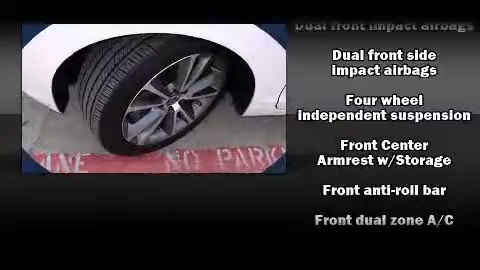 Dual front impact airbags
Dual front side
impact airbags
Four wheel
independent suspension
Front Center
Armrest w/Storage
Front anti-roll bar
Front dual zone A/C
NO PARK